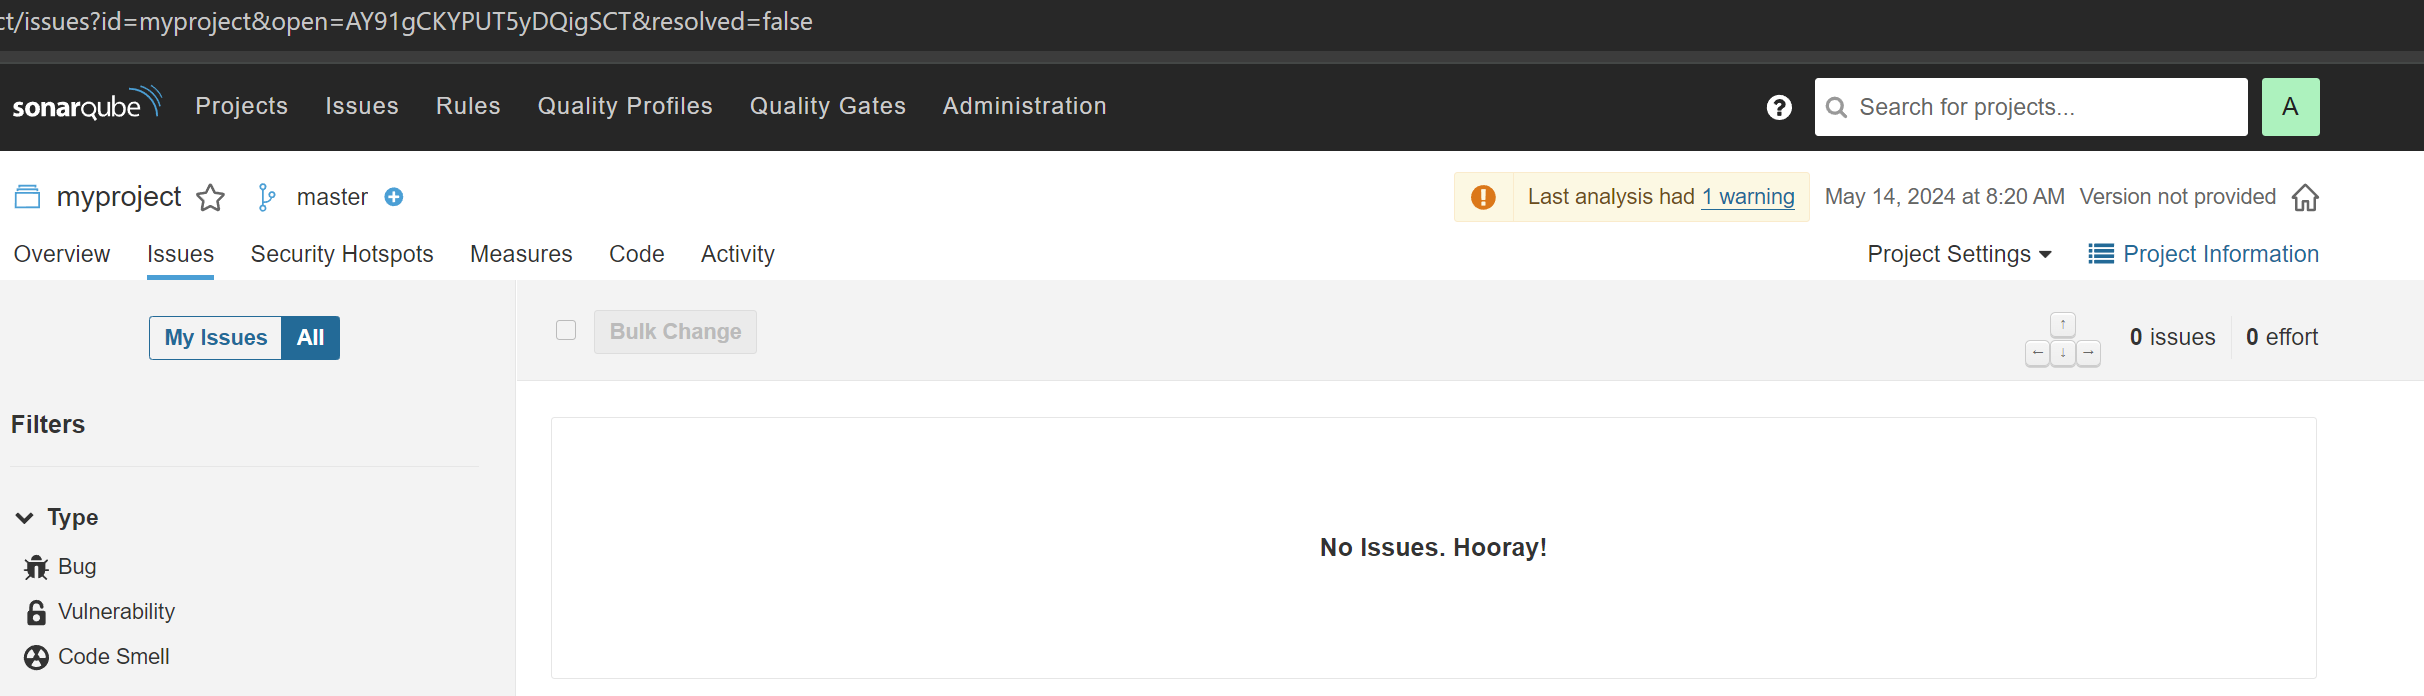 ct/issues?id=myproject&open=AY91gCKYPUT5yDQigSCT&resolved=false
sonarqube Projects Issues Rules Quality Profiles Quality Gates Administration ? Search for projects... A
myproject master Last analysis had 1 warning May 14, 2024 at 8:20 AM Version not provided
Overview Issues Security Hotspots Measures Code Activity Project Settings Project Information
My Issues All
Bulk Change
↑
← ↓ →
0 issues 0 effort
Filters
Type
Bug
Vulnerability
Code Smell
No Issues. Hooray!